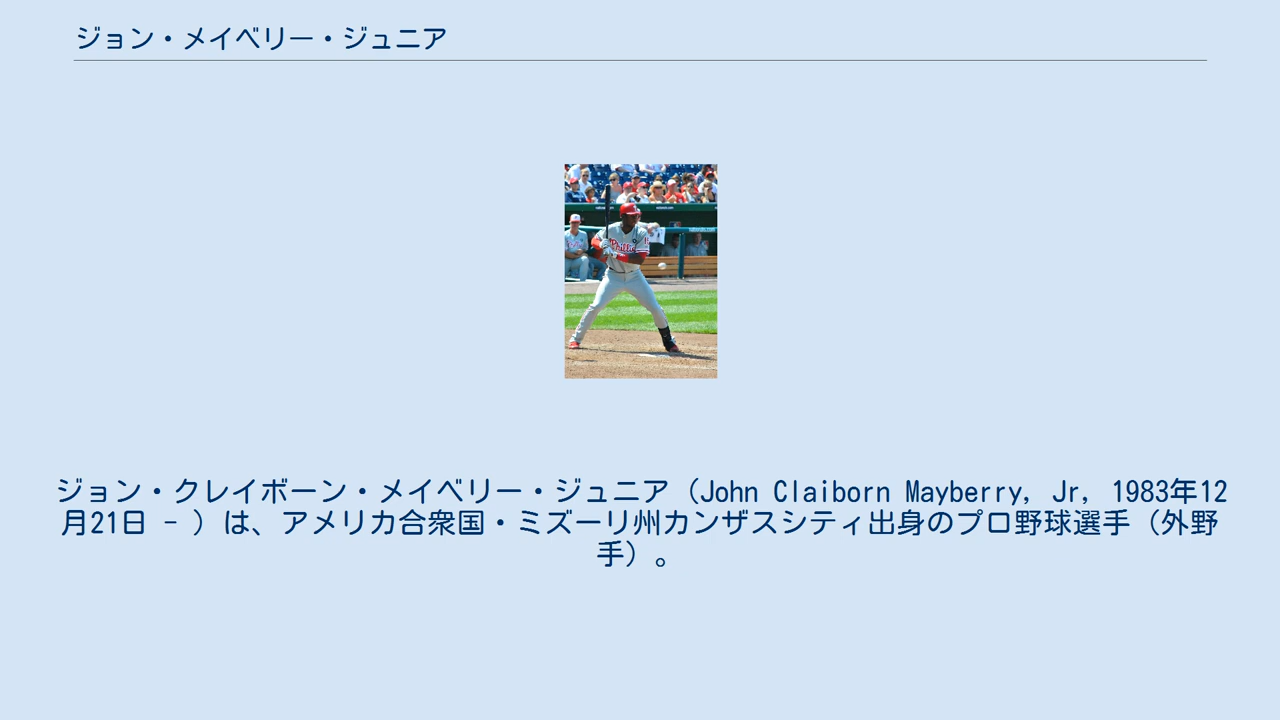 ジョン・メイベリー・ジュニア
Phillies
ジョン・クレイボーン・メイベリー・ジュニア（John Claiborn Mayberry, Jr, 1983年12
月21日 - ）は、アメリカ合衆国・ミズーリ州カンザスシティ出身のプロ野球選手（外野
手）。